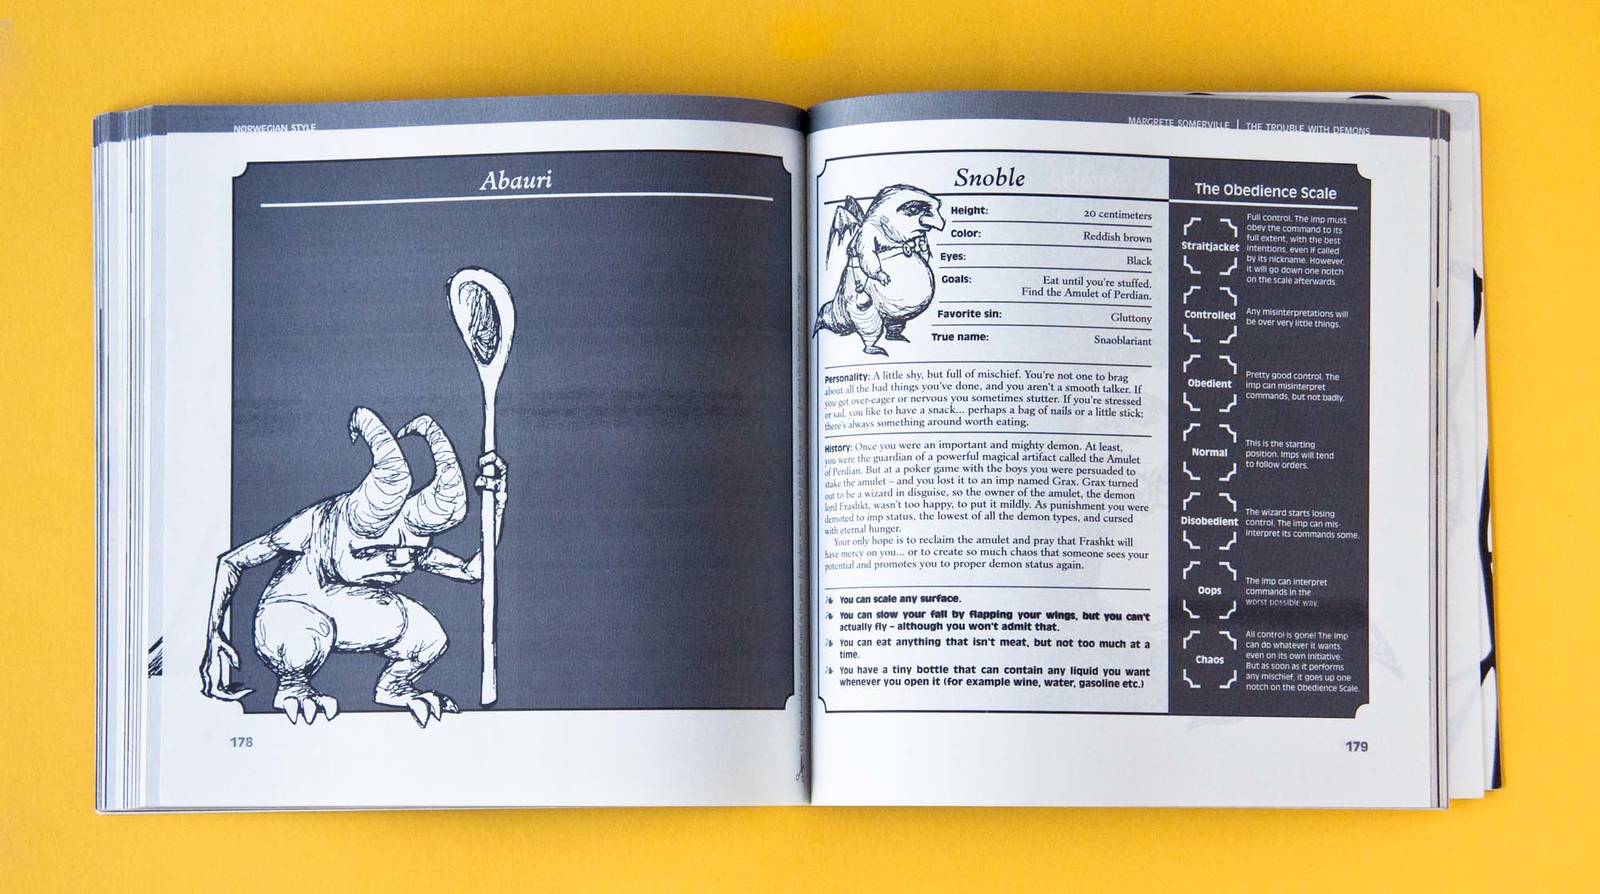 NORWEGIAN STYLE
Abauri
178
MARGRETE SOMERVILLE | THE TROUBLE WITH DEMONS
Snoble
Height: 20 centimeters
Color: Reddish brown
Eyes: Black
Goals: Eat until you're stuffed.
Find the Amulet of Perdian.
Favorite sin: Gluttony
True name: Snaoblariant
Personality: A little shy, but full of mischief. You're not one to brag
about all the bad things you've done, and you aren't a smooth talker. If
you get over-eager or nervous you sometimes stutter. If you're stressed
or sad, you like to have a snack... perhaps a bag of nails or a little stick;
there's always something around worth eating.
History: Once you were an important and mighty demon. At least,
you were the guardian of a powerful magical artifact called the Amulet
of Perdian. But at a poker game with the boys you were persuaded to
stake the amulet – and you lost it to an imp named Grax. Grax turned
out to be a wizard in disguise, so the owner of the amulet, the demon
lord Frashkt, wasn't too happy, to put it mildly. As punishment you were
demoted to imp status, the lowest of all the demon types, and cursed
with eternal hunger.
Your only hope is to reclaim the amulet and pray that Frashkt will
have mercy on you... or to create so much chaos that someone sees your
potential and promotes you to proper demon status again.
You can scale any surface.
You can slow your fall by flapping your wings, but you can't
actually fly – although you won't admit that.
You can eat anything that isn't meat, but not too much at a
time.
You have a tiny bottle that can contain any liquid you want
whenever you open it (for example wine, water, gasoline etc.)
The Obedience Scale
Straitjacket
Full control. The imp must
obey the command to its
full extent, with the best
intentions, even if called
by its nickname. However,
it will go down one notch
on the scale afterwards.
Controlled
Any misinterpretations will
be over very little things.
Obedient
Pretty good control. The
imp can misinterpret
commands, but not badly.
Normal
This is the starting
position. Imps will tend
to follow orders.
Disobedient
The wizard starts losing
control. The imp can mis-
interpret its commands some.
Oops
The imp can interpret
commands in the
worst possible way.
Chaos
All control is gone! The imp
can do whatever it wants,
even on its own initiative.
But as soon as it performs
any mischief, it goes up one
notch on the Obedience Scale.
179